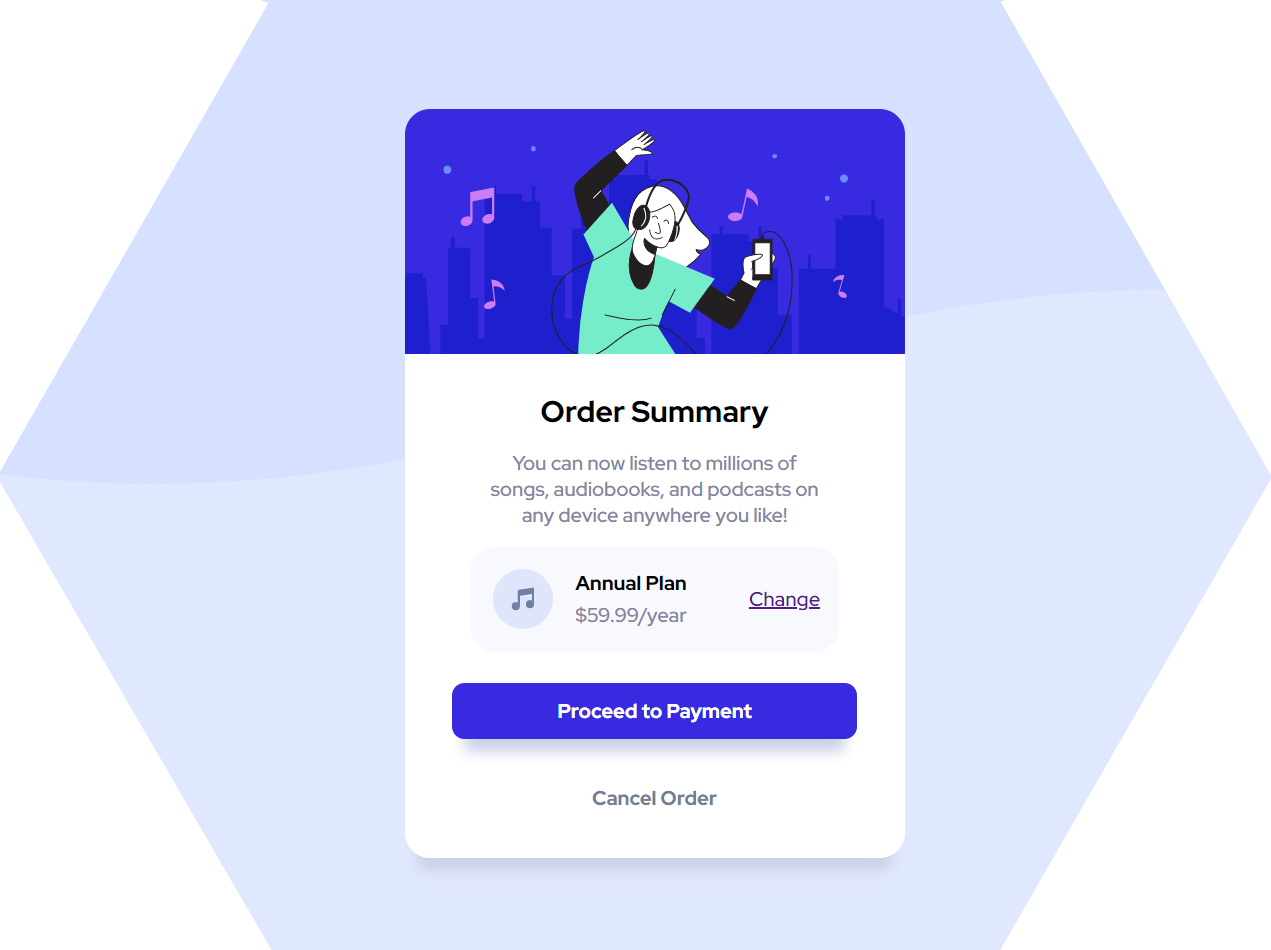 Order Summary
You can now listen to millions of
songs, audiobooks, and podcasts on
any device anywhere you like!
Annual Plan
$59.99/year
Change
Proceed to Payment
Cancel Order